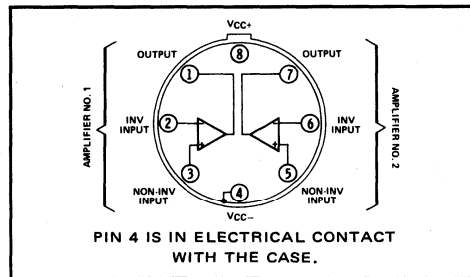 VCC+
OUTPUT 8 OUTPUT
1 7
AMPLIFIER NO. 1
AMPLIFIER NO. 2
INV INPUT 2 - - 6 INV INPUT
3 + + 5
NON-INV INPUT 4 NON-INV INPUT
VCC−
PIN 4 IS IN ELECTRICAL CONTACT
WITH THE CASE.